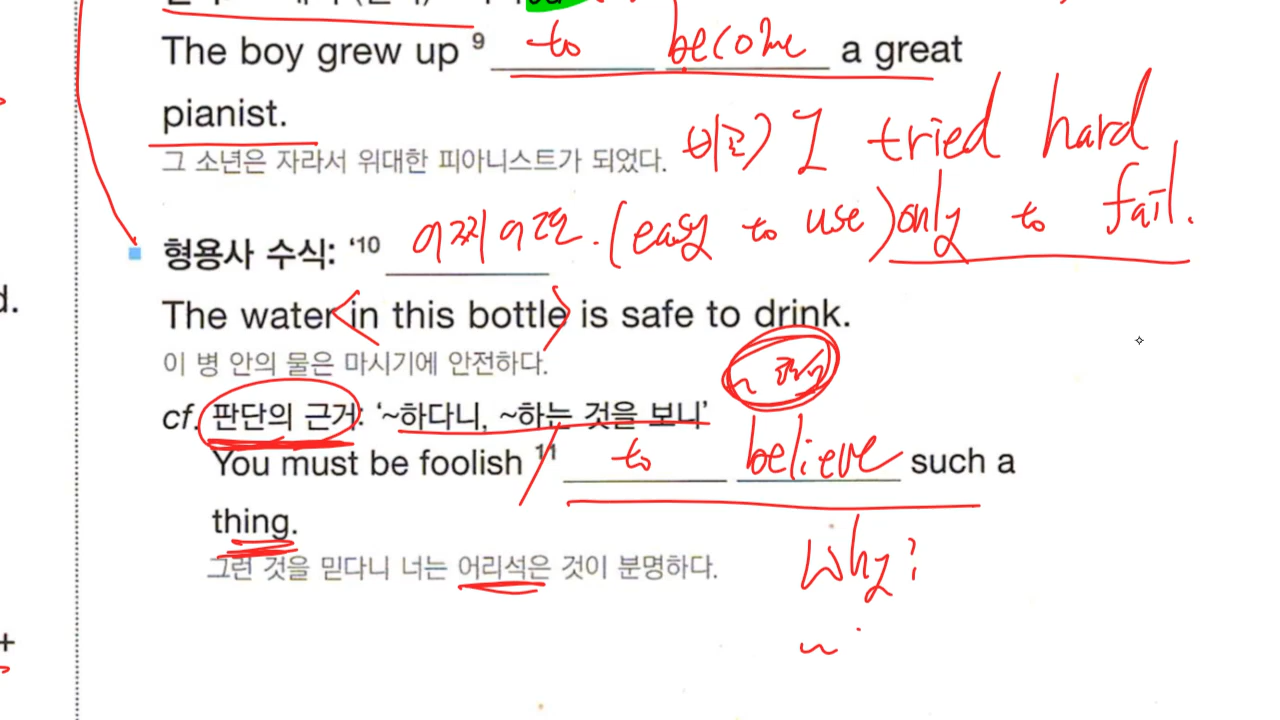 The boy grew up 9 to become a great
pianist.
그 소년은 자라서 위대한 피아니스트가 되었다.
비교) I tried hard
only to fail.
형용사 수식: ‘10 (easy to use)
The water <in this bottle> is safe to drink.
이 병 안의 물은 마시기에 안전하다.
cf. 판단의 근거: ‘~하다니, ~하는 것을 보니’
You must be foolish / 11 to believe such a
thing.
그런 것을 믿다니 너는 어리석은 것이 분명하다.
Why?
d.
+